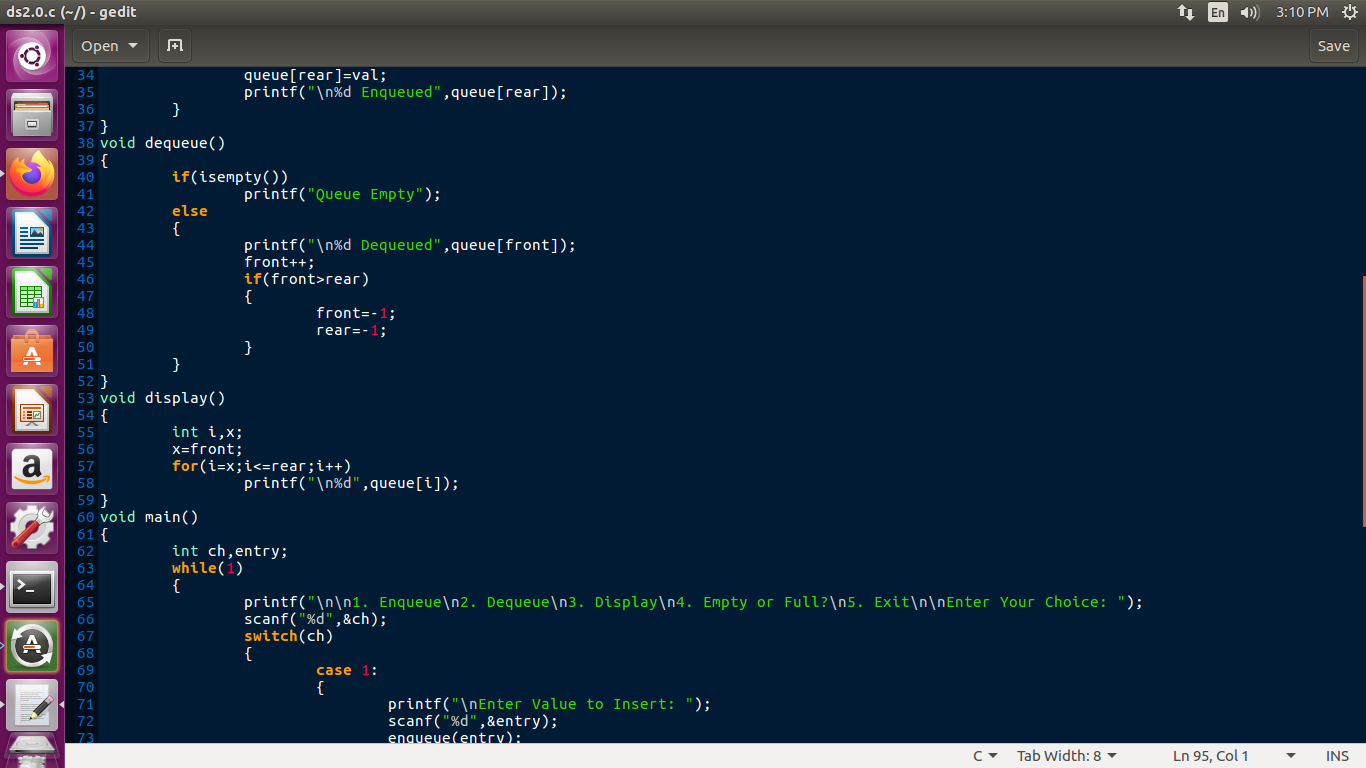 ds2.0.c (~/) - gedit
En 3:10 PM
Open Save
34 queue[rear]=val;
35 printf("\n%d Enqueued",queue[rear]);
36 }
37 }
38 void dequeue()
39 {
40 if(isempty())
41 printf("Queue Empty");
42 else
43 {
44 printf("\n%d Dequeued",queue[front]);
45 front++;
46 if(front>rear)
47 {
48 front=-1;
49 rear=-1;
50 }
51 }
52 }
53 void display()
54 {
55 int i,x;
56 x=front;
57 for(i=x;i<=rear;i++)
58 printf("\n%d",queue[i]);
59 }
60 void main()
61 {
62 int ch,entry;
63 while(1)
64 {
65 printf("\n\n1. Enqueue\n2. Dequeue\n3. Display\n4. Empty or Full?\n5. Exit\n\nEnter Your Choice: ");
66 scanf("%d",&ch);
67 switch(ch)
68 {
69 case 1:
70 {
71 printf("\nEnter Value to Insert: ");
72 scanf("%d",&entry);
73 enqueue(entry);
C Tab Width: 8 Ln 95, Col 1 INS